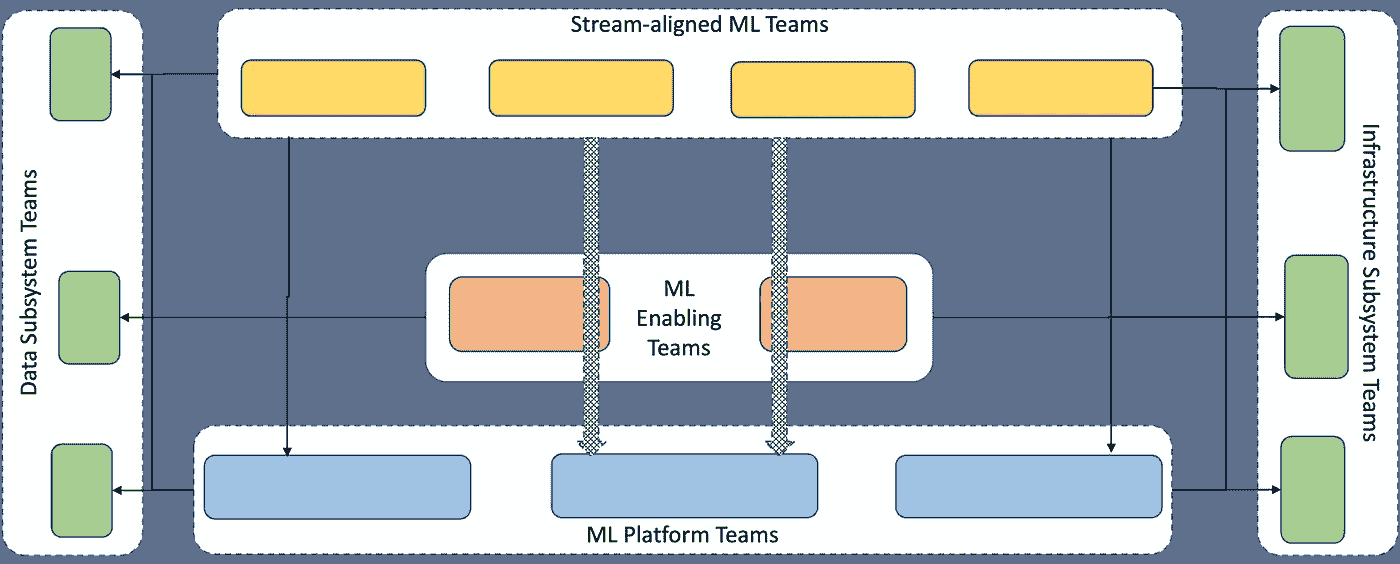 Stream-aligned ML Teams
Data Subsystem Teams
ML
Enabling
Teams
Infrastructure Subsystem Teams
ML Platform Teams